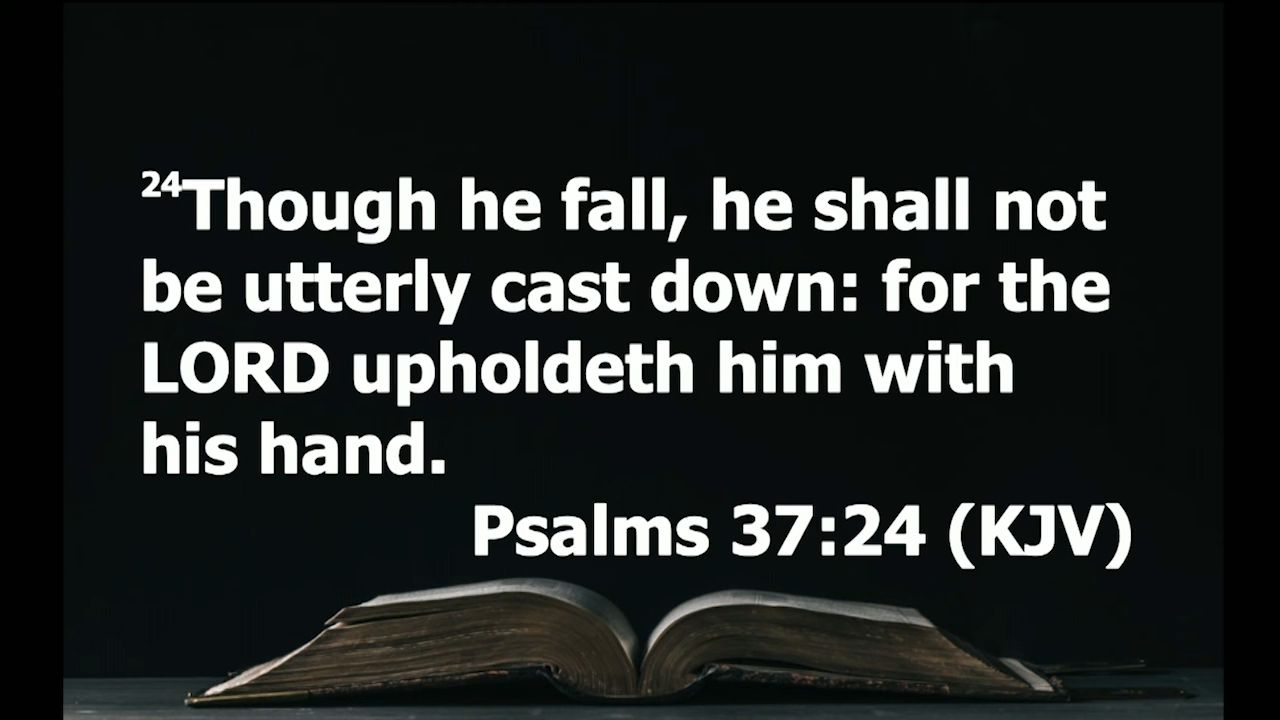 24Though he fall, he shall not
be utterly cast down: for the
LORD upholdeth him with
his hand.
Psalms 37:24 (KJV)